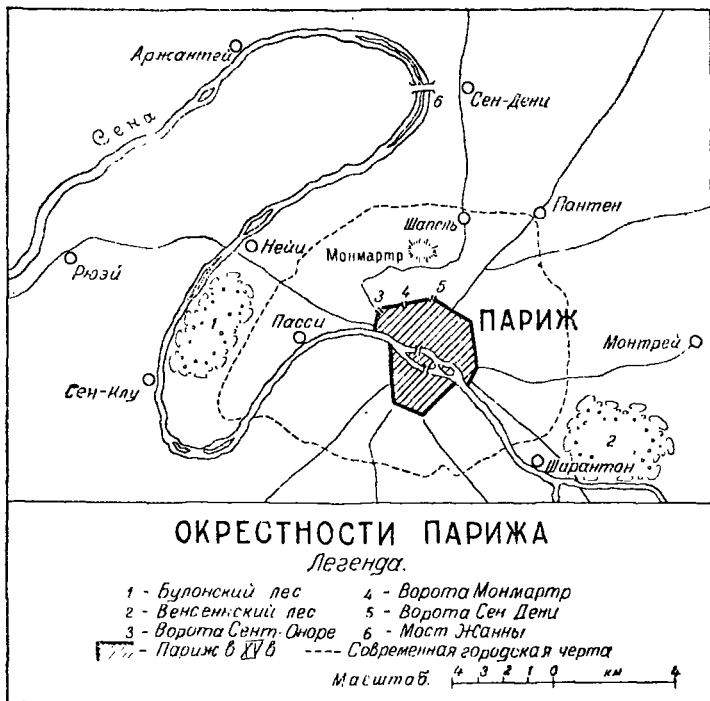 Аржантей
Сена
6
Сен-Дени
Шапель
Пантен
Нейи
Монмартр
Рюэй
3 4 5
1
Пасси
ПАРИЖ
Монтрей
Сен-Клу
2
Шарантон
ОКРЕСТНОСТИ ПАРИЖА
Легенда.
1 - Булонский лес
2 - Венсеннский лес
3 - Ворота Сент-Оноре
- Париж в XV в
4 - Ворота Монмартр
5 - Ворота Сен Дени
6 - Мост Жанны
---- Современная городская черта
Масштаб. 4 3 2 1 0 км 4